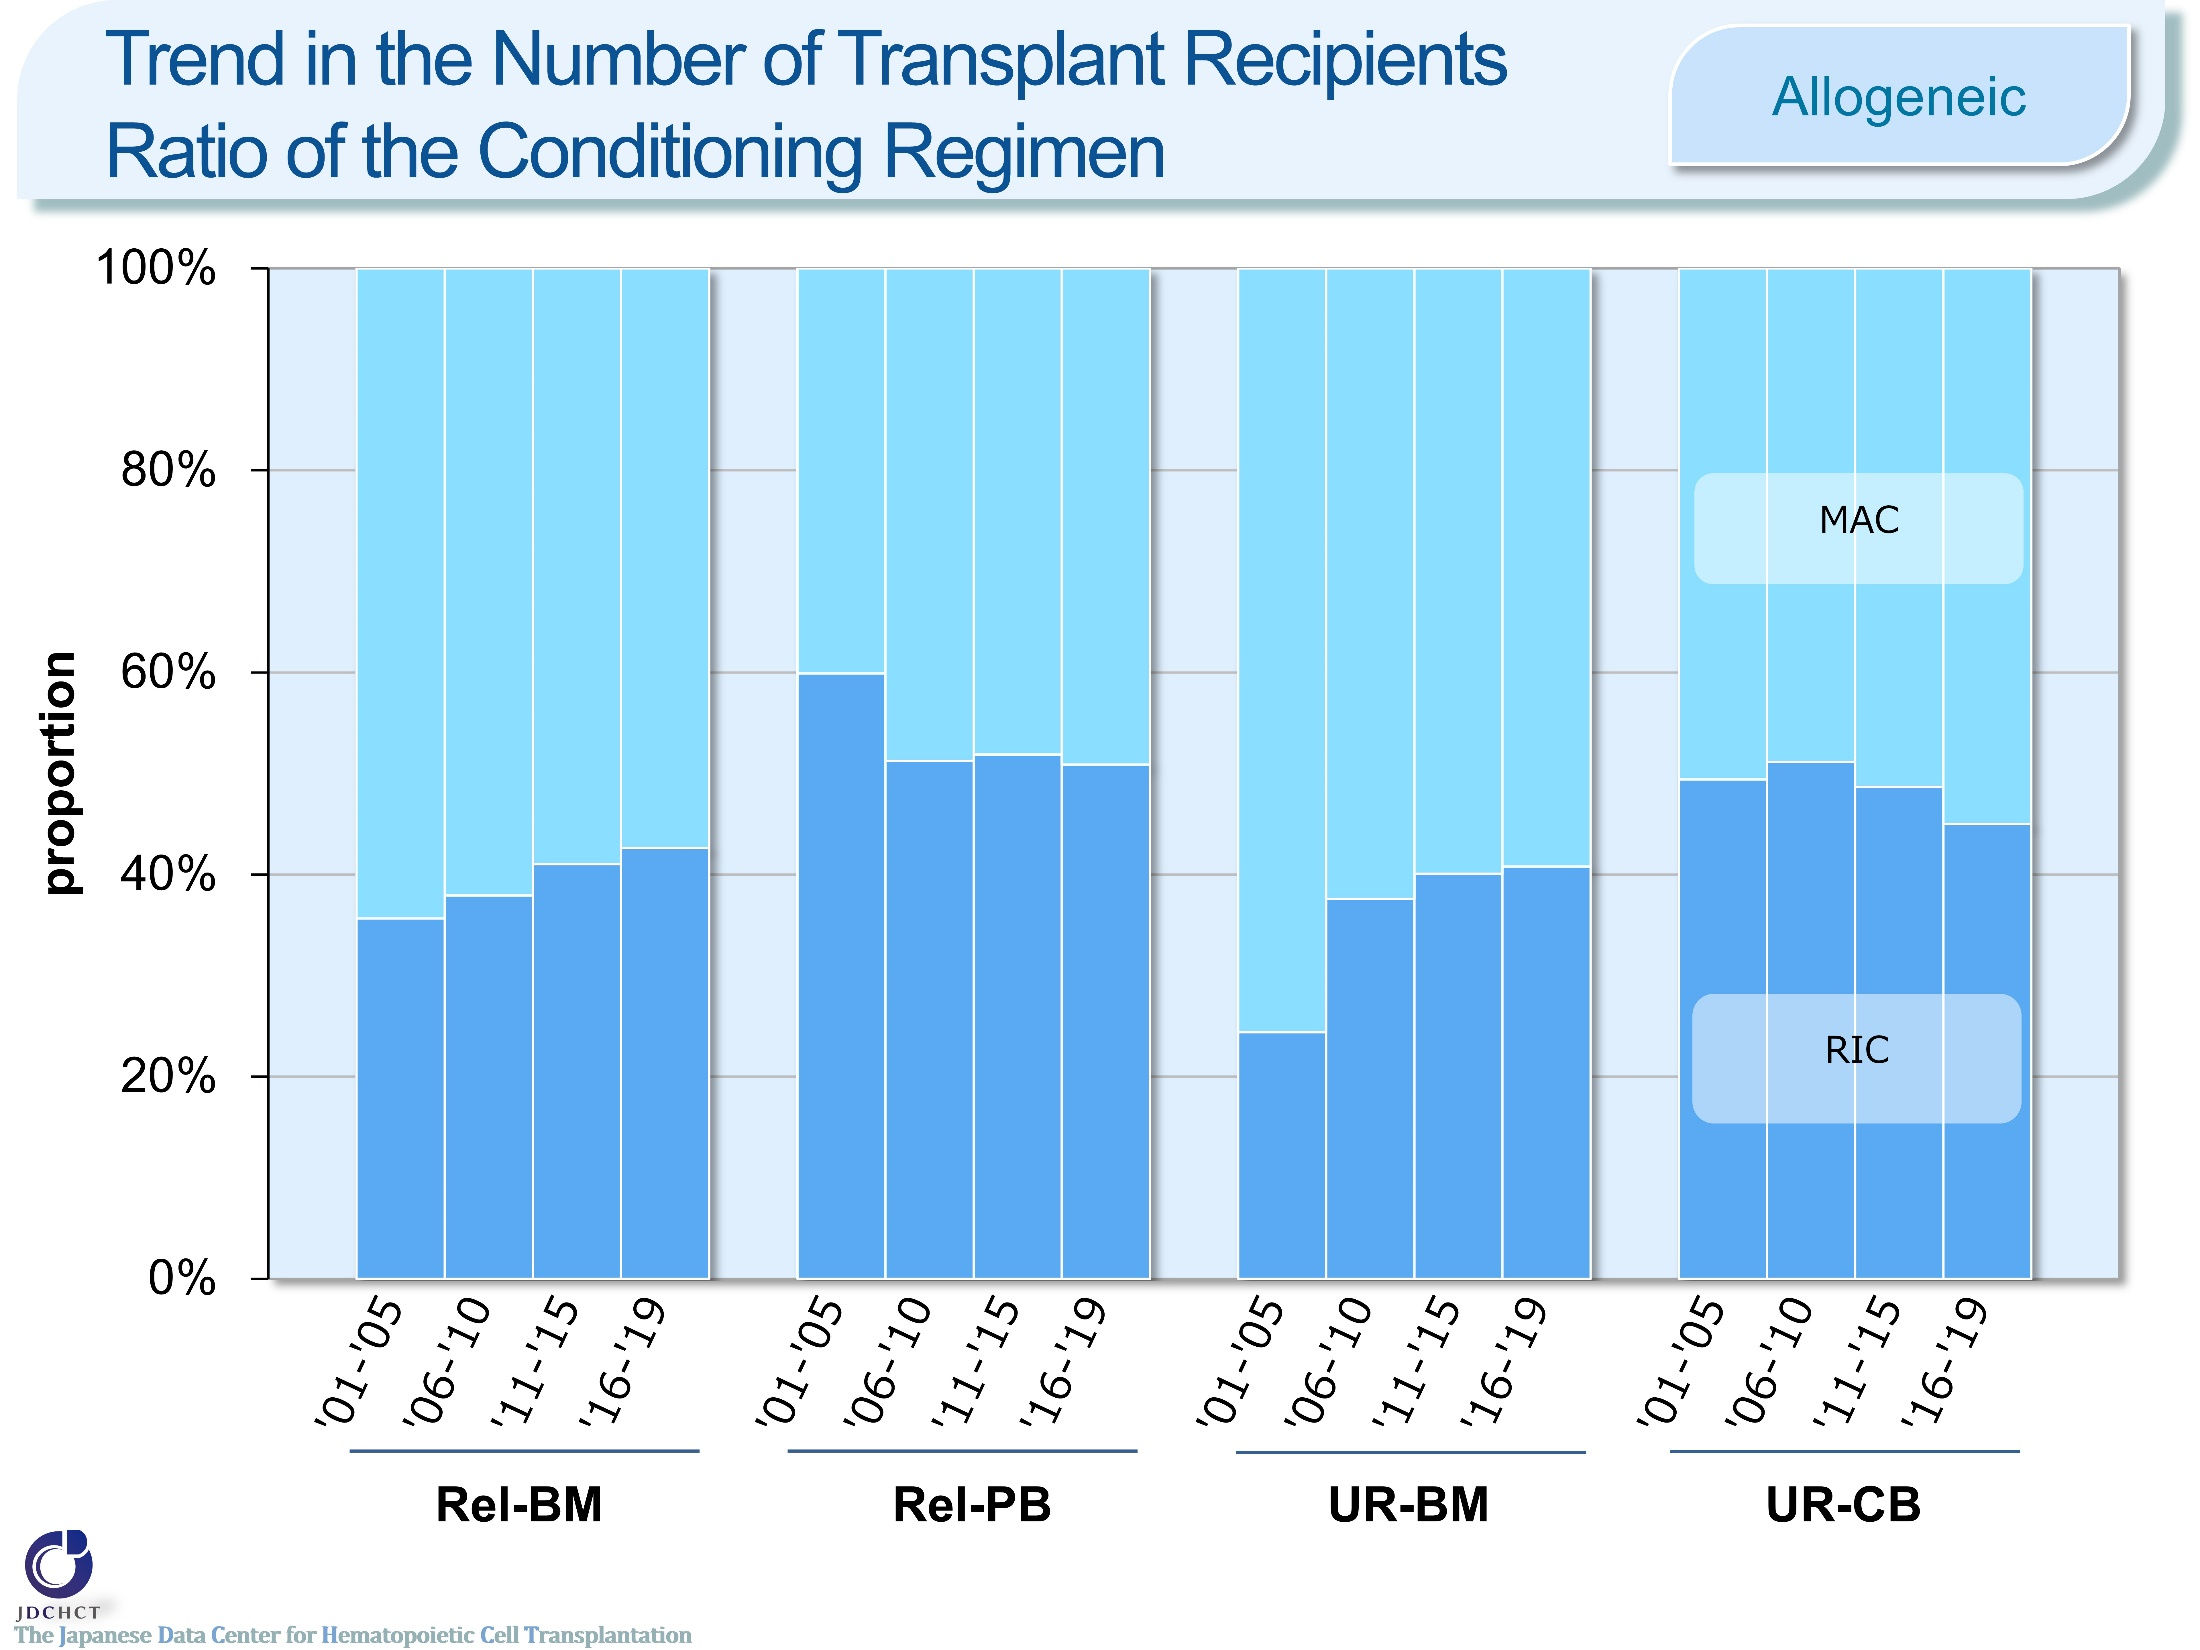 Trend in the Number of Transplant Recipients
Ratio of the Conditioning Regimen
Allogeneic
100%
80%
60%
40%
20%
0%
proportion
MAC
RIC
'01-'05
'06-'10
'11-'15
'16-'19
'01-'05
'06-'10
'11-'15
'16-'19
'01-'05
'06-'10
'11-'15
'16-'19
'01-'05
'06-'10
'11-'15
'16-'19
Rel-BM
Rel-PB
UR-BM
UR-CB
JDCHCT
The Japanese Data Center for Hematopoietic Cell Transplantation